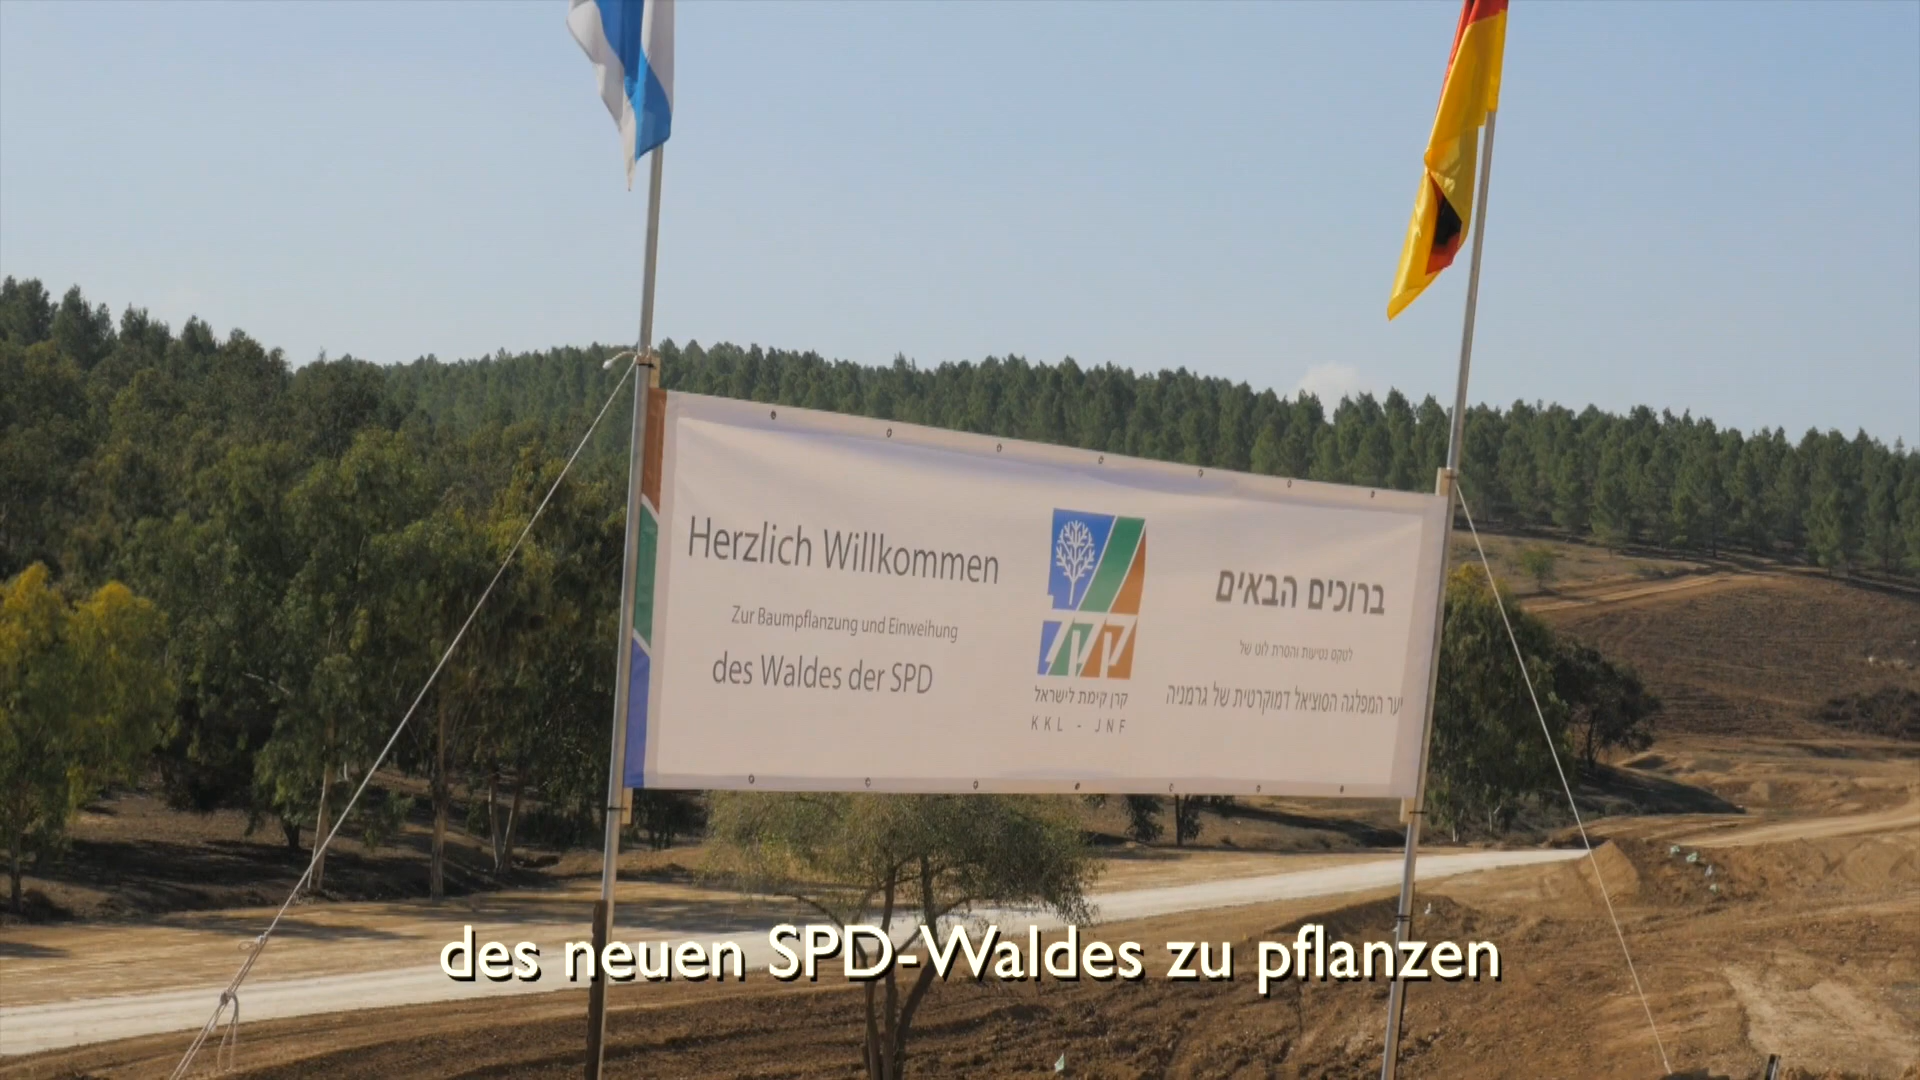 Herzlich Willkommen
Zur Baumpflanzung und Einweihung
des Waldes der SPD
קק"ל
קרן קימת לישראל
KKL - JNF
ברוכים הבאים
לטקס נטיעות והסרת לוט של
יער המפלגה הסוציאל דמוקרטית של גרמניה
des neuen SPD-Waldes zu pflanzen